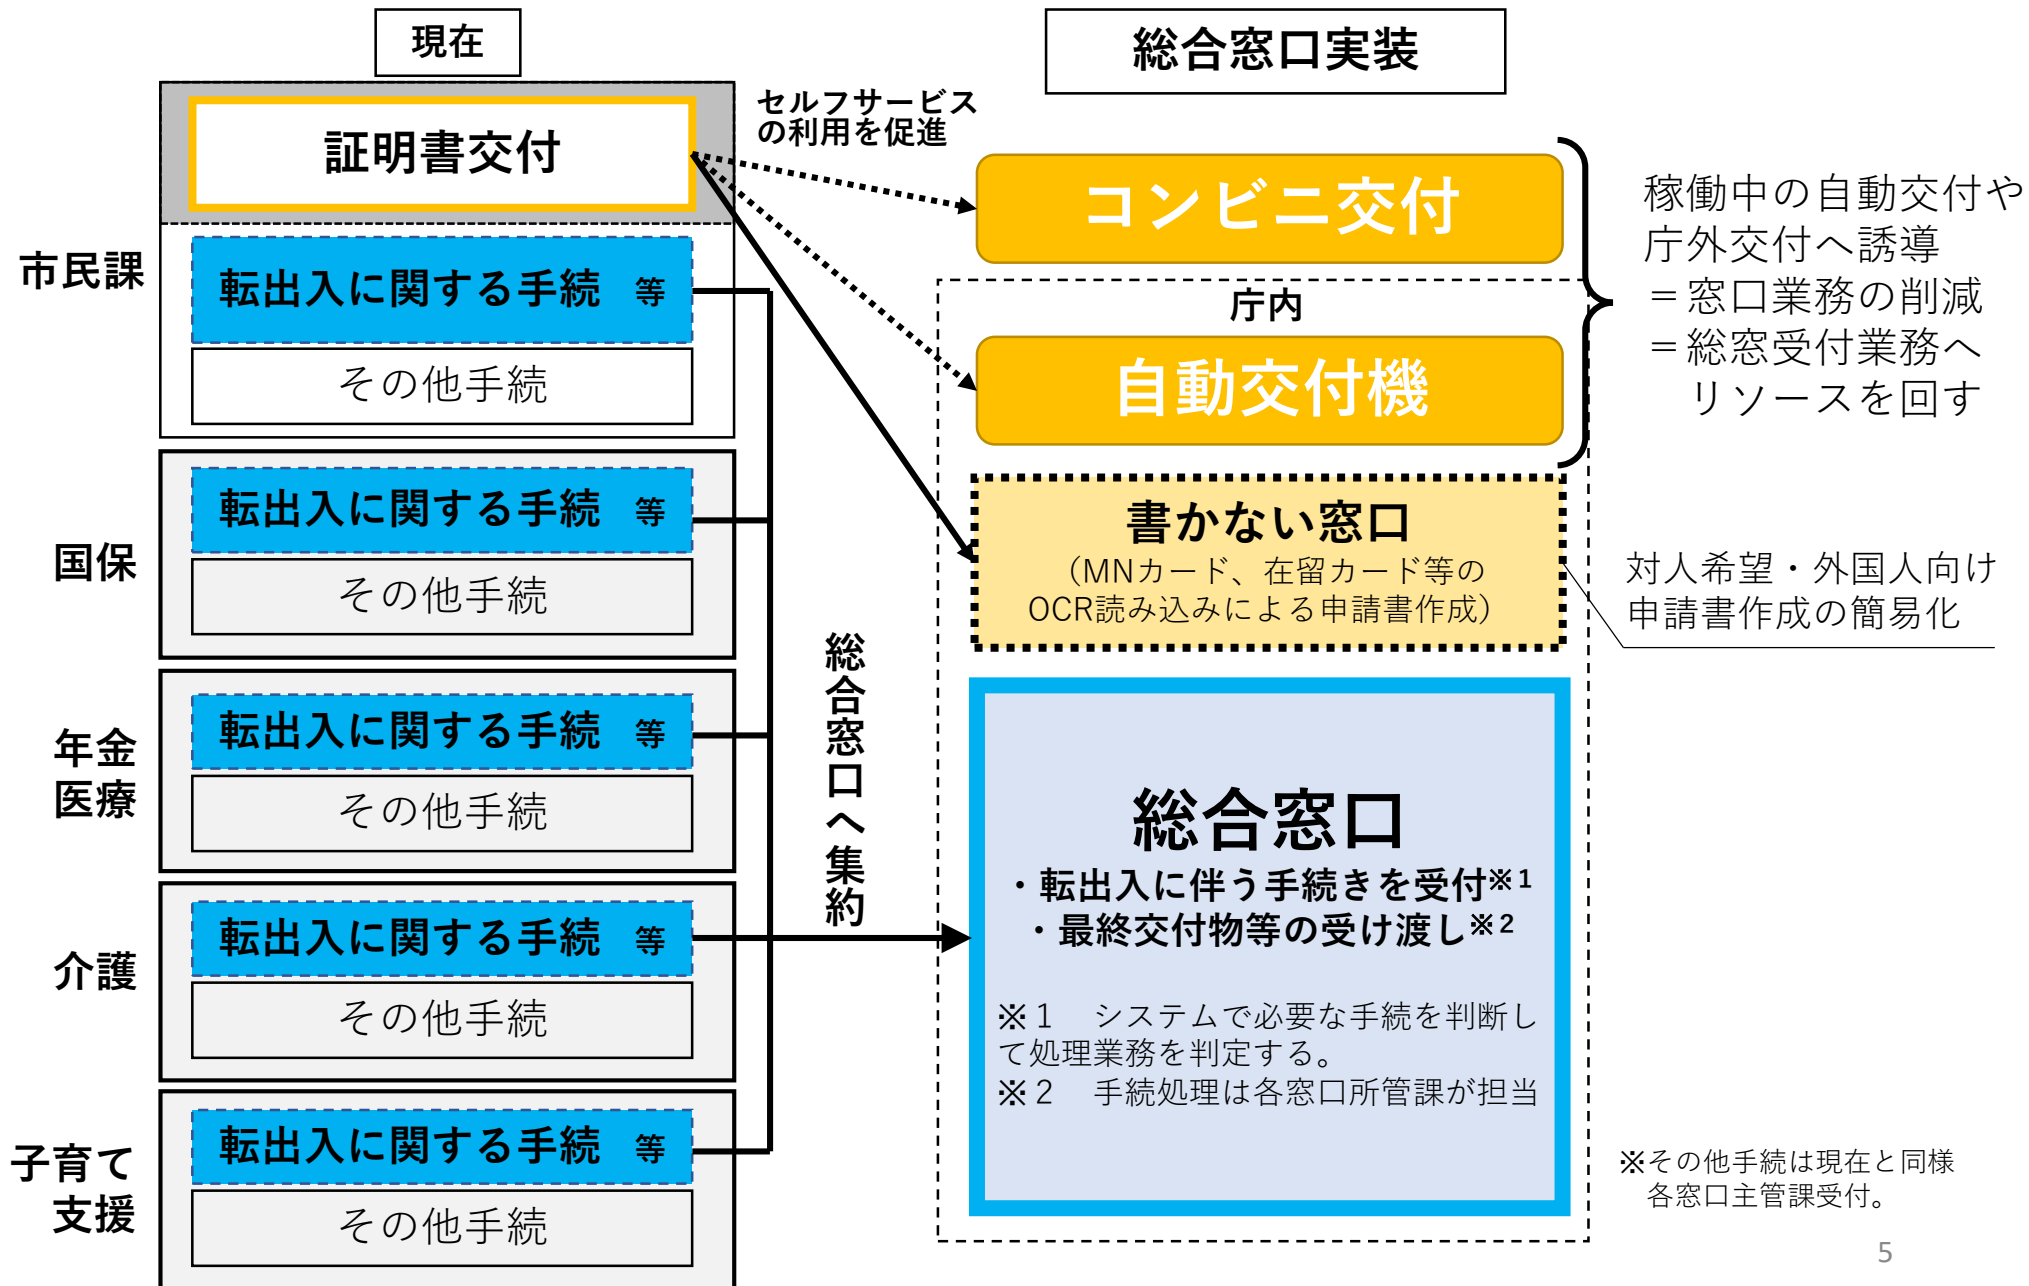 現在
証明書交付
市民課
転出入に関する手続 等
その他手続
国保
転出入に関する手続 等
その他手続
年金
医療
転出入に関する手続 等
その他手続
介護
転出入に関する手続 等
その他手続
子育て
支援
転出入に関する手続 等
その他手続
セルフサービス
の利用を促進
総合窓口へ集約
総合窓口実装
コンビニ交付
庁内
自動交付機
書かない窓口
（MNカード、在留カード等の
OCR読み込みによる申請書作成）
総合窓口
・転出入に伴う手続きを受付※1
・最終交付物等の受け渡し※2
※１　システムで必要な手続を判断し
て処理業務を判定する。
※２　手続処理は各窓口所管課が担当
稼働中の自動交付や
庁外交付へ誘導
＝窓口業務の削減
＝総窓受付業務へ
リソースを回す
対人希望・外国人向け
申請書作成の簡易化
※その他手続は現在と同様
各窓口主管課受付。
5